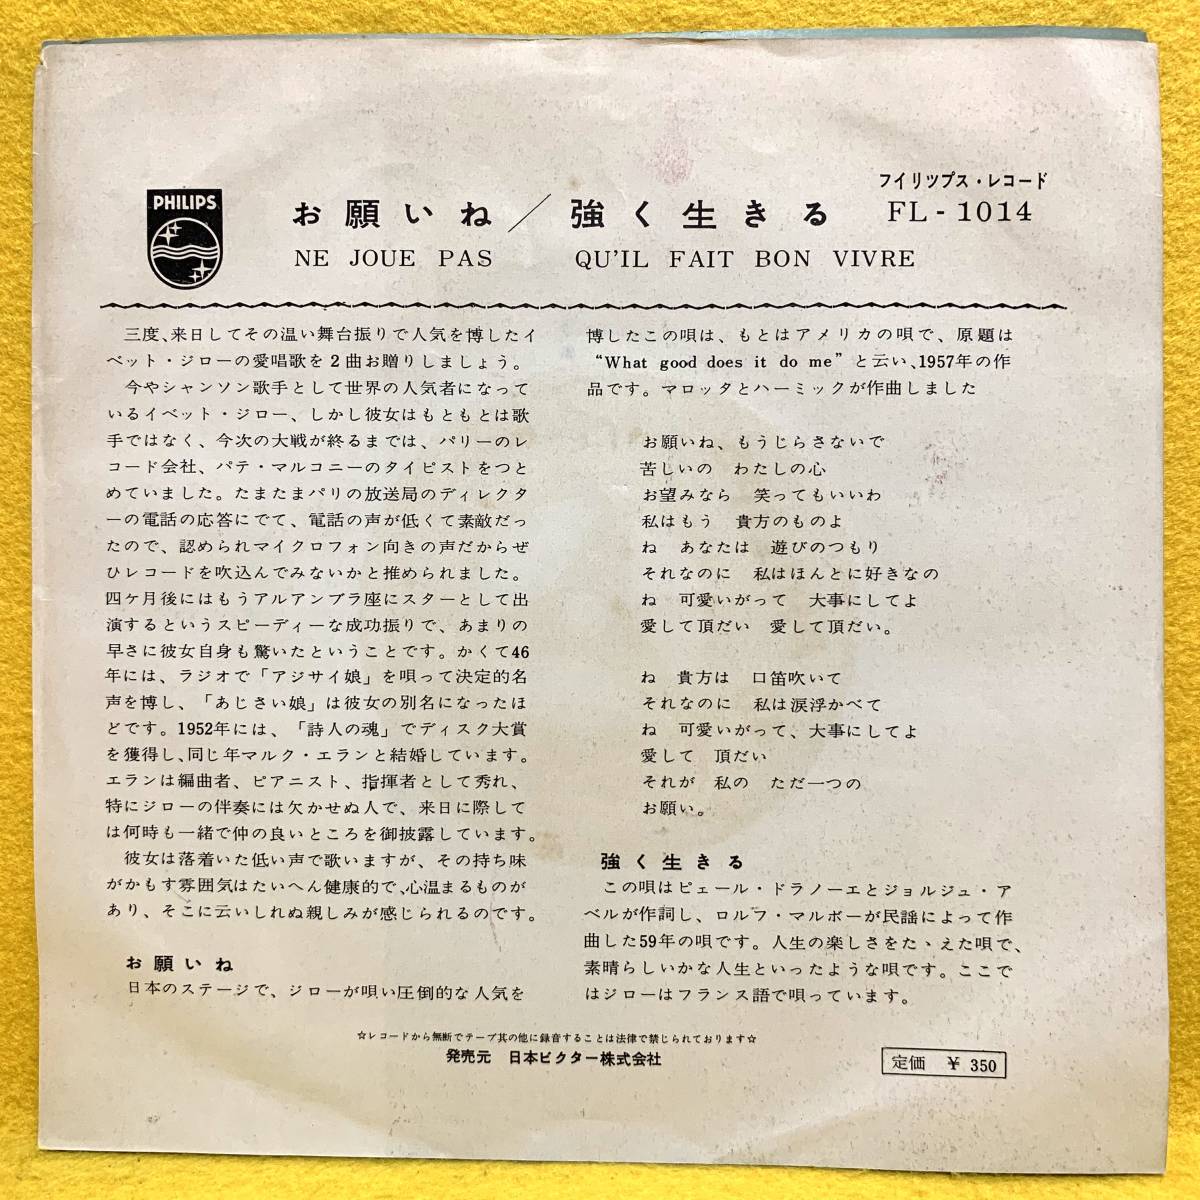 フイリツプス・レコード
PHILIPS
お願いね／強く生きる FL-1014
NE JOUE PAS QU'IL FAIT BON VIVRE
三度、来日してその温い舞台振りで人気を博したイ
ベット・ジローの愛唱歌を2曲お贈りしましょう。
今やシャンソン歌手として世界の人気者になって
いるイベット・ジロー、しかし彼女はもともとは歌
手ではなく、今次の大戦が終るまでは、パリーのレ
コード会社、パテ・マルコニーのタイピストをつと
めていました。たまたまパリの放送局のディレクタ
ーの電話の応答にでて、電話の声が低くて素敵だっ
たので、認められマイクロフォン向きの声だからぜ
ひレコードを吹込んでみないかと推められました。
四ケ月後にはもうアルアンブラ座にスターとして出
演するというスピーディーな成功振りで、あまりの
早さに彼女自身も驚いたということです。かくて46
年には、ラジオで「アジサイ娘」を唄って決定的名
声を博し、「あじさい娘」は彼女の別名になったほ
どです。1952年には、「詩人の魂」でディスク大賞
を獲得し、同じ年マルク・エランと結婚しています。
エランは編曲者、ピアニスト、指揮者として秀れ、
特にジローの伴奏には欠かせぬ人で、来日に際して
は何時も一緒で仲の良いところを御披露しています。
彼女は落着いた低い声で歌いますが、その持ち味
がかもす雰囲気はたいへん健康的で、心温まるものが
あり、そこに云いしれぬ親しみが感じられるのです。
お願いね
日本のステージで、ジローが唄い圧倒的な人気を
博したこの唄は、もとはアメリカの唄で、原題は
“What good does it do me”と云い、1957年の作
品です。マロッタとハーミックが作曲しました
お願いね、もうじらさないで
苦しいの わたしの心
お望みなら 笑ってもいいわ
私はもう 貴方のものよ
ね あなたは 遊びのつもり
それなのに 私はほんとに好きなの
ね 可愛いがって 大事にしてよ
愛して頂だい 愛して頂だい。
ね 貴方は 口笛吹いて
それなのに 私は涙浮かべて
ね 可愛いがって、大事にしてよ
愛して 頂だい
それが 私の ただ一つの
お願い。
強く生きる
この唄はピェール・ドラノーエとジョルジュ・ア
ベルが作詞し、ロルフ・マルボーが民謡によって作
曲した59年の唄です。人生の楽しさをたゝえた唄で、
素晴らしいかな人生といったような唄です。ここで
はジローはフランス語で唄っています。
☆レコードから無断でテープ其の他に録音することは法律で禁じられております☆
発売元 日本ビクター株式会社
定価 ¥ 350